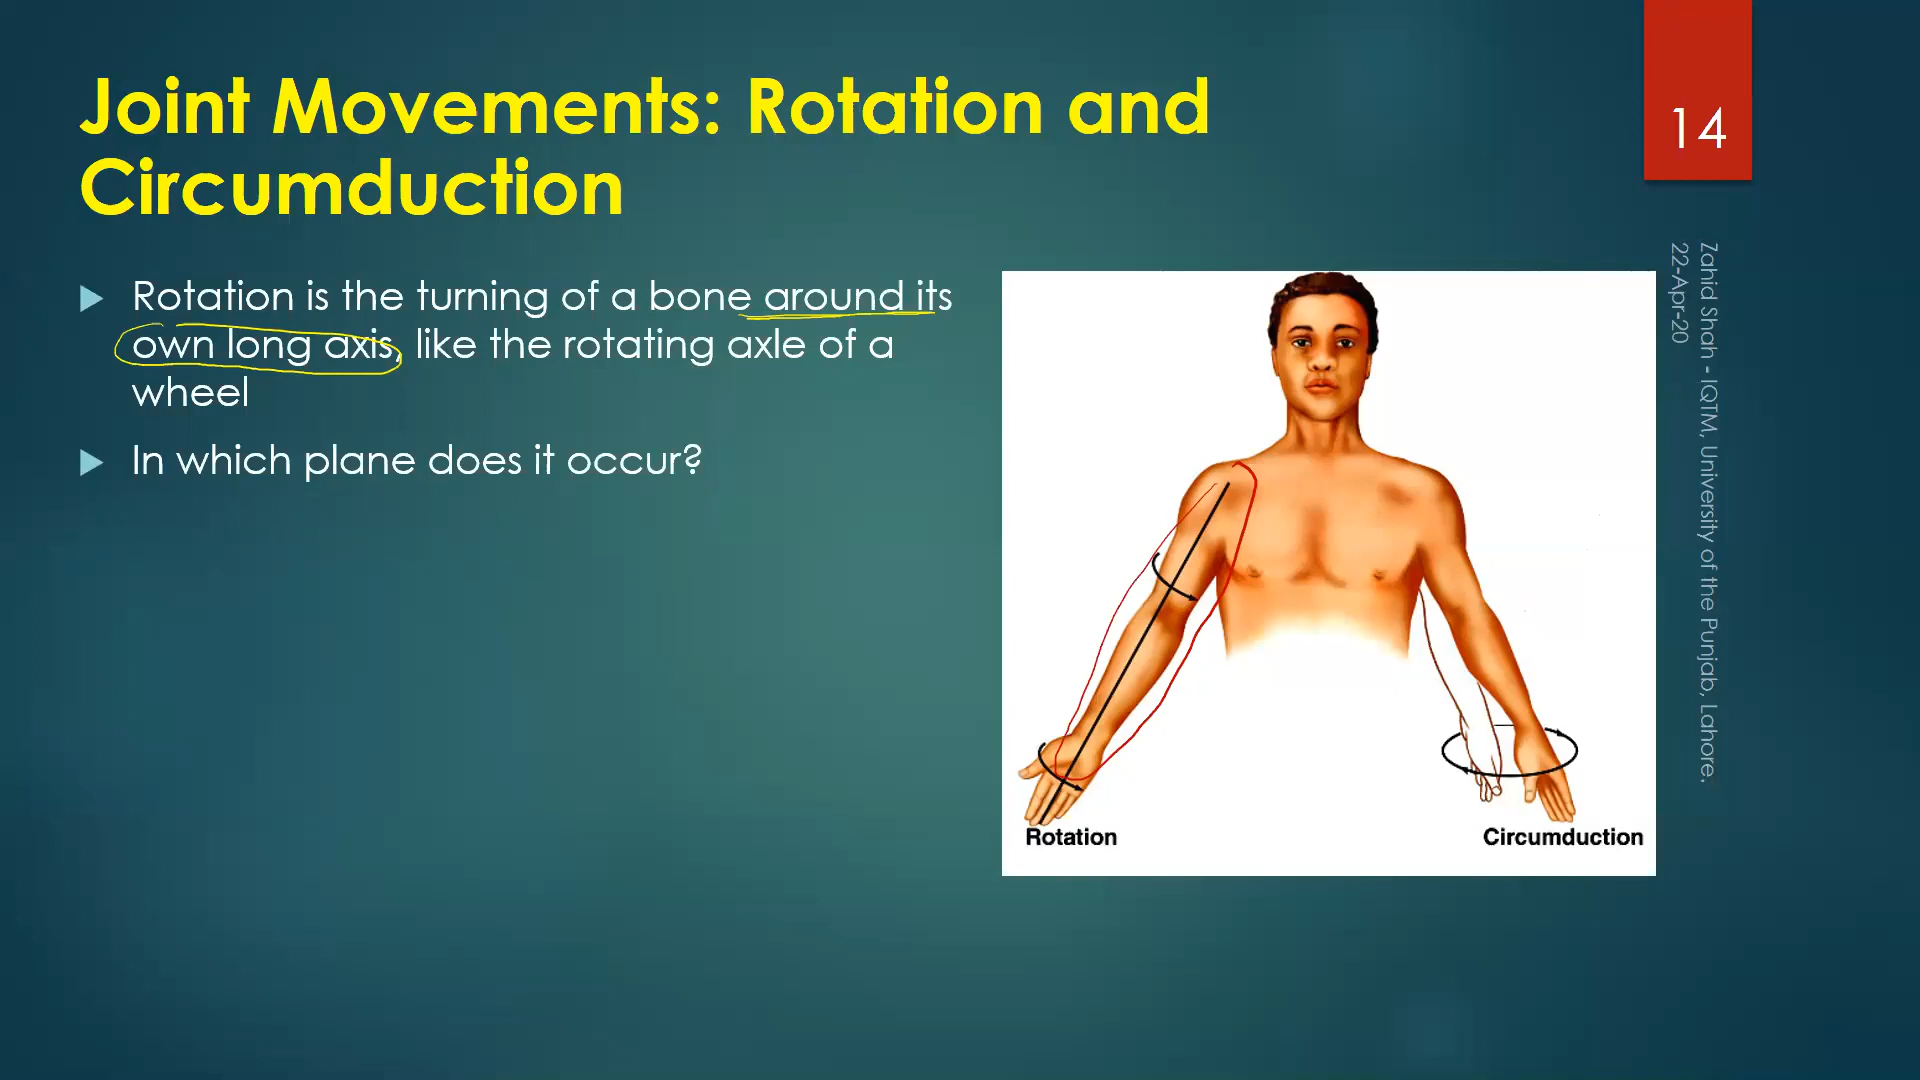 Joint Movements: Rotation and
Circumduction
14
Rotation is the turning of a bone around its
own long axis, like the rotating axle of a
wheel
In which plane does it occur?
Rotation
Circumduction
Zahid Shah - IQTM, University of the Punjab, Lahore.
22-Apr-20